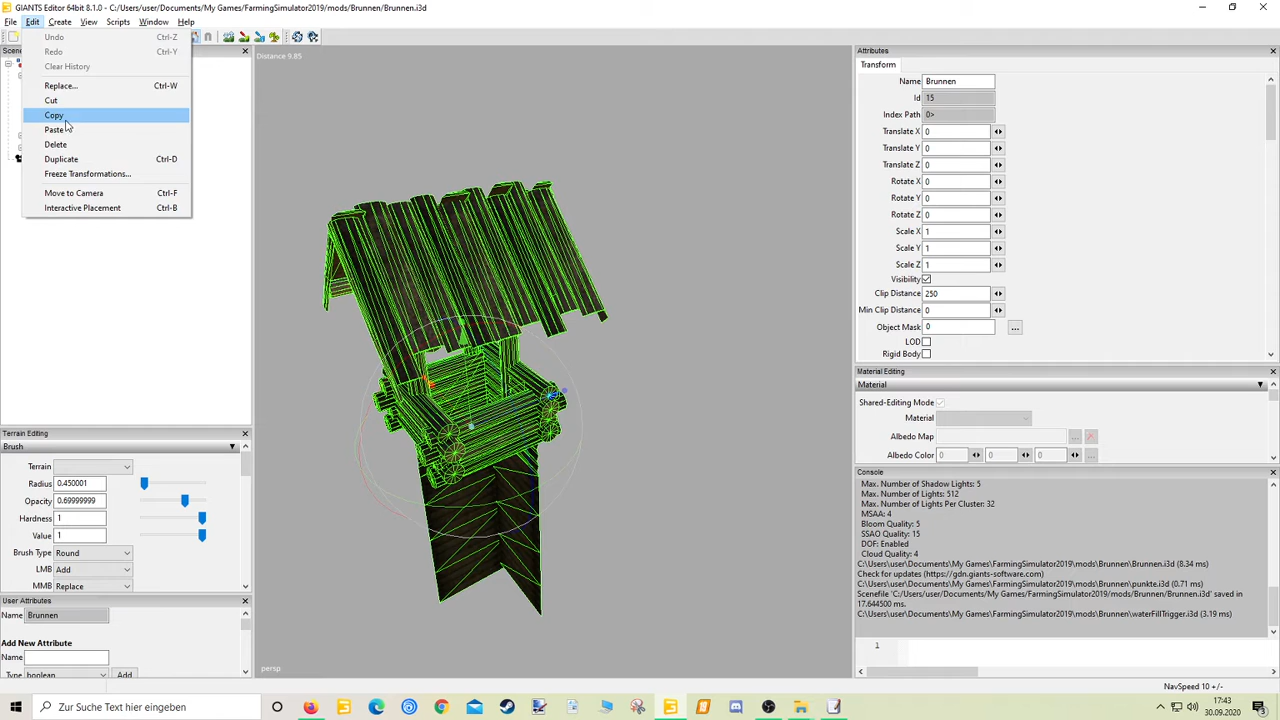 GIANTS Editor 64bit - 8.1.0 - C:/Users/user/Documents/My Games/FarmingSimulator2019/mods/Brunnen/Brunnen.i3d
File Edit Create View Scripts Window Help
Undo Ctrl-Z
Redo Ctrl-Y
Clear History
Replace... Ctrl-W
Cut
Copy
Paste
Delete
Duplicate Ctrl-D
Freeze Transformations...
Move to Camera Ctrl-F
Interactive Placement Ctrl-B
Distance 9.85
persp
Attributes
Transform
Name Brunnen
Id 15
Index Path 0>
Translate X 0
Translate Y 0
Translate Z 0
Rotate X 0
Rotate Y 0
Rotate Z 0
Scale X 1
Scale Y 1
Scale Z 1
Visibility
Clip Distance 250
Min Clip Distance 0
Object Mask 0 ...
LOD
Rigid Body
Material Editing
Material
Shared-Editing Mode
Material
Albedo Map ...
Albedo Color 0 0 0 ...
Terrain Editing
Brush
Terrain
Radius 0.450001
Opacity 0.69999999
Hardness 1
Value 1
Brush Type Round
LMB Add
MMB Replace
User Attributes
Name Brunnen
Add New Attribute
Name
Type boolean Add
Console
Max. Number of Shadow Lights: 5
Max. Number of Lights: 512
Max. Number of Lights Per Cluster: 32
MSAA: 4
Bloom Quality: 5
SSAO Quality: 15
DOF: Enabled
Cloud Quality: 4
C:\Users\user\Documents\My Games\FarmingSimulator2019\mods\Brunnen\Brunnen.i3d (8.34 ms)
Check for updates (https://gdn.giants-software.com)
C:\Users\user\Documents\My Games\FarmingSimulator2019\mods\Brunnen\punkte.i3d (0.71 ms)
Scenefile 'C:/Users/user/Documents/My Games/FarmingSimulator2019/mods/Brunnen/Brunnen.i3d' saved in
17.644500 ms.
C:\Users\user\Documents\My Games\FarmingSimulator2019\mods\Brunnen\waterFillTrigger.i3d (3.19 ms)
1
NavSpeed 10 +/-
Zur Suche Text hier eingeben
17:43
30.09.2020